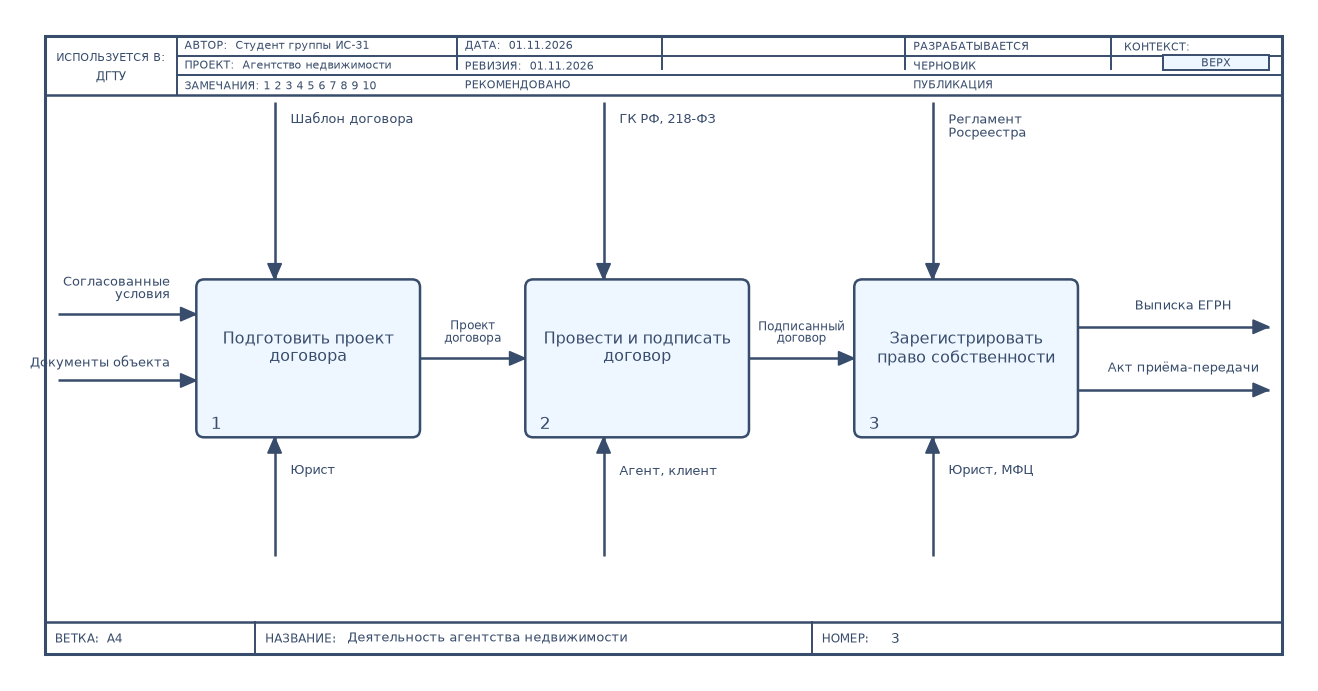 ИСПОЛЬЗУЕТСЯ В:
ДГТУ
АВТОР: Студент группы ИС-31
ДАТА: 01.11.2026
РАЗРАБАТЫВАЕТСЯ
КОНТЕКСТ:
ПРОЕКТ: Агентство недвижимости
РЕВИЗИЯ: 01.11.2026
ЧЕРНОВИК
ВЕРХ
ЗАМЕЧАНИЯ: 1 2 3 4 5 6 7 8 9 10
РЕКОМЕНДОВАНО
ПУБЛИКАЦИЯ
Шаблон договора
ГК РФ, 218-ФЗ
Регламент
Росреестра
Согласованные
условия
Документы объекта
Подготовить проект
договора
1
Проект
договора
Провести и подписать
договор
2
Подписанный
договор
Зарегистрировать
право собственности
3
Выписка ЕГРН
Акт приёма-передачи
Юрист
Агент, клиент
Юрист, МФЦ
ВЕТКА: А4
НАЗВАНИЕ: Деятельность агентства недвижимости
НОМЕР: 3